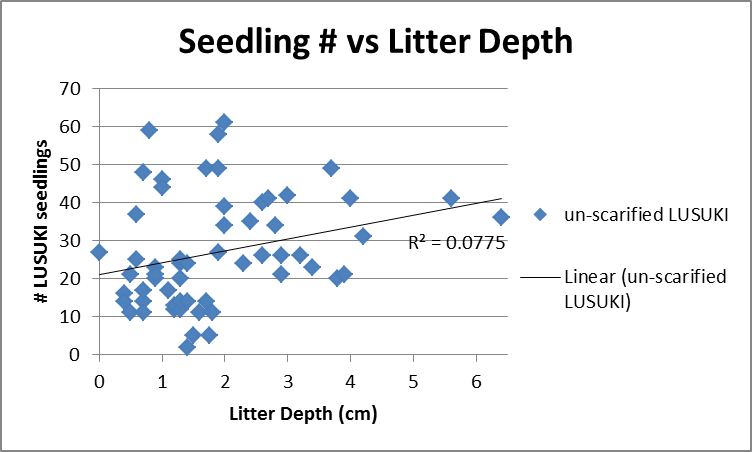 Seedling # vs Litter Depth
# LUSUKI seedlings
70
60
50
40
30
20
10
0
R² = 0.0775
0 1 2 3 4 5 6
Litter Depth (cm)
un-scarified LUSUKI
Linear (un-scarified
LUSUKI)